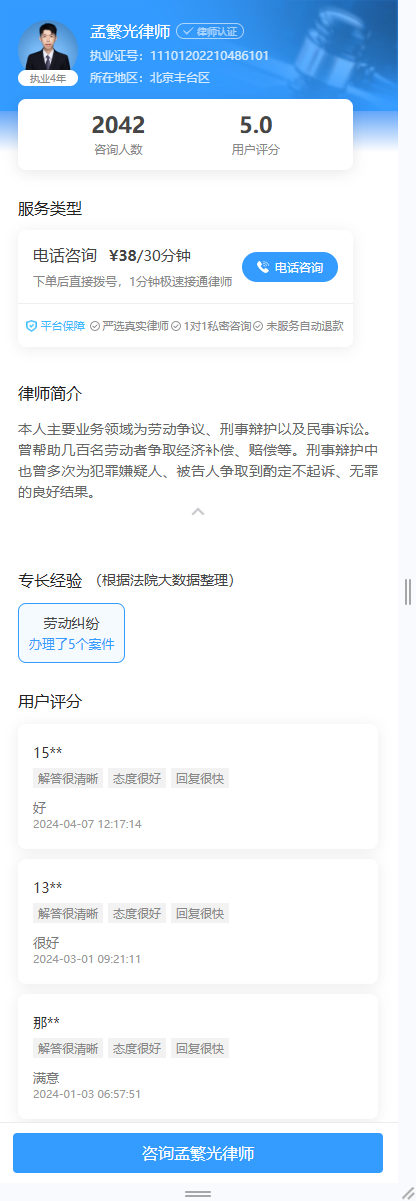 孟繁光律师 律师认证
执业证号：11101202210486101
执业4年 所在地区：北京丰台区
2042 5.0
咨询人数 用户评分
服务类型
电话咨询 ¥38/30分钟
电话咨询
下单后直接拨号，1分钟极速接通律师
平台保障 严选真实律师 1对1私密咨询 未服务自动退款
律师简介
本人主要业务领域为劳动争议、刑事辩护以及民事诉讼。
曾帮助几百名劳动者争取经济补偿、赔偿等。刑事辩护中
也曾多次为犯罪嫌疑人、被告人争取到酌定不起诉、无罪
的良好结果。
专长经验 （根据法院大数据整理）
劳动纠纷
办理了5个案件
用户评分
15**
解答很清晰 态度很好 回复很快
好
2024-04-07 12:17:14
13**
解答很清晰 态度很好 回复很快
很好
2024-03-01 09:21:11
那**
解答很清晰 态度很好 回复很快
满意
2024-01-03 06:57:51
咨询孟繁光律师